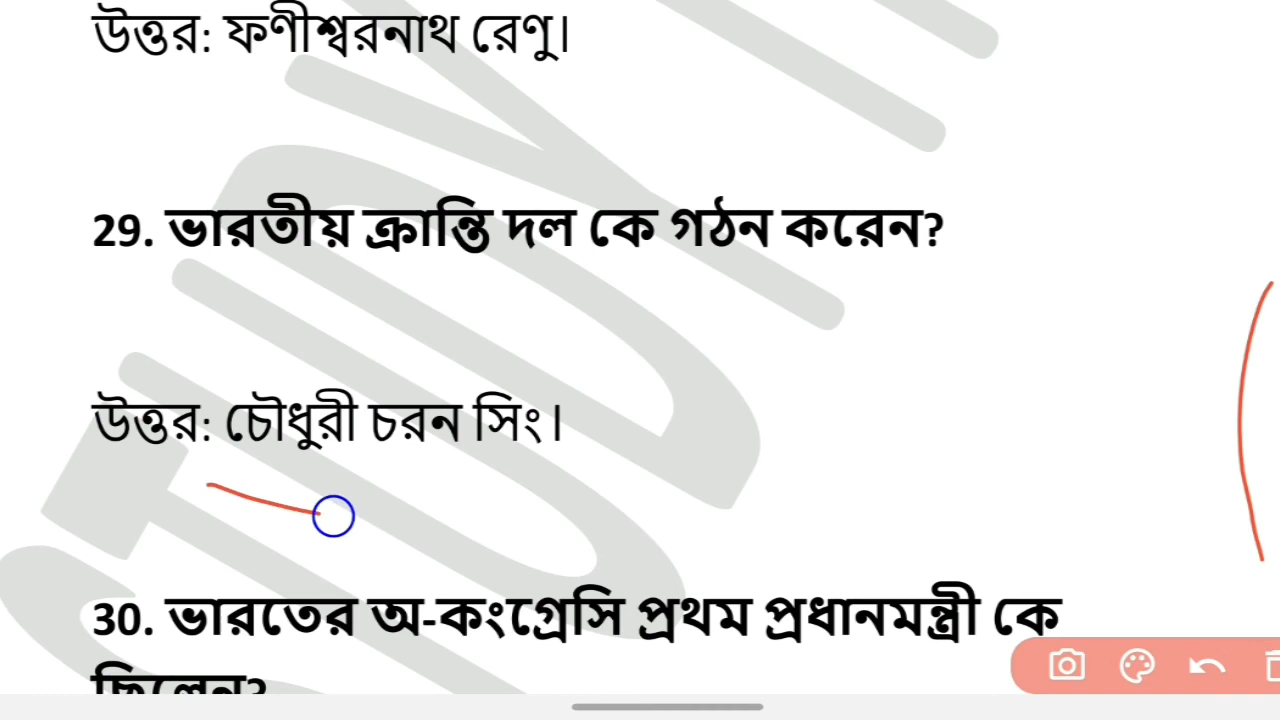 উত্তর: ফণীশ্বরনাথ রেণু।
29. ভারতীয় ক্রান্তি দল কে গঠন করেন?
উত্তর: চৌধুরী চরন সিং।
30. ভারতের অ-কংগ্রেসি প্রথম প্রধানমন্ত্রী কে
ছিলেন?